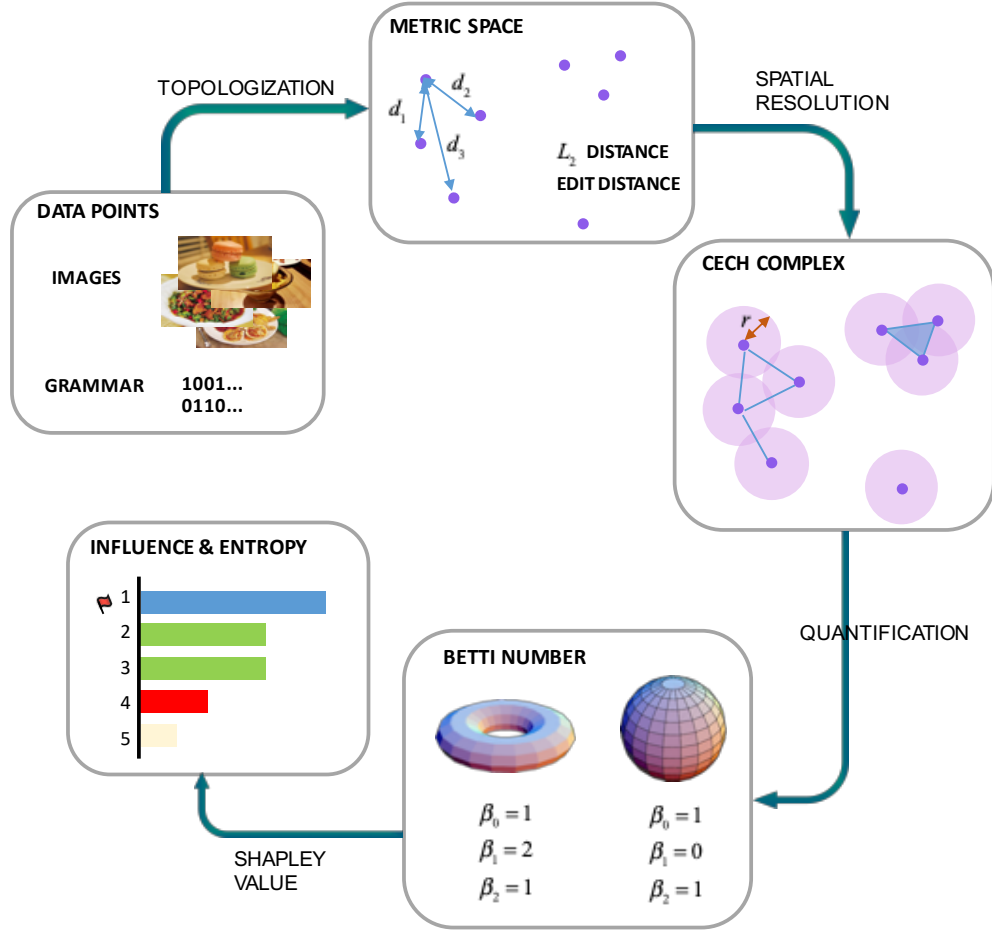 METRIC SPACE
TOPOLOGIZATION
d₁
d₂
d₃
L₂ DISTANCE
EDIT DISTANCE
SPATIAL
RESOLUTION
DATA POINTS
IMAGES
GRAMMAR
1001...
0110...
CECH COMPLEX
r
QUANTIFICATION
INFLUENCE & ENTROPY
1
2
3
4
5
BETTI NUMBER
β₀ = 1
β₁ = 2
β₂ = 1
β₀ = 1
β₁ = 0
β₂ = 1
SHAPLEY
VALUE